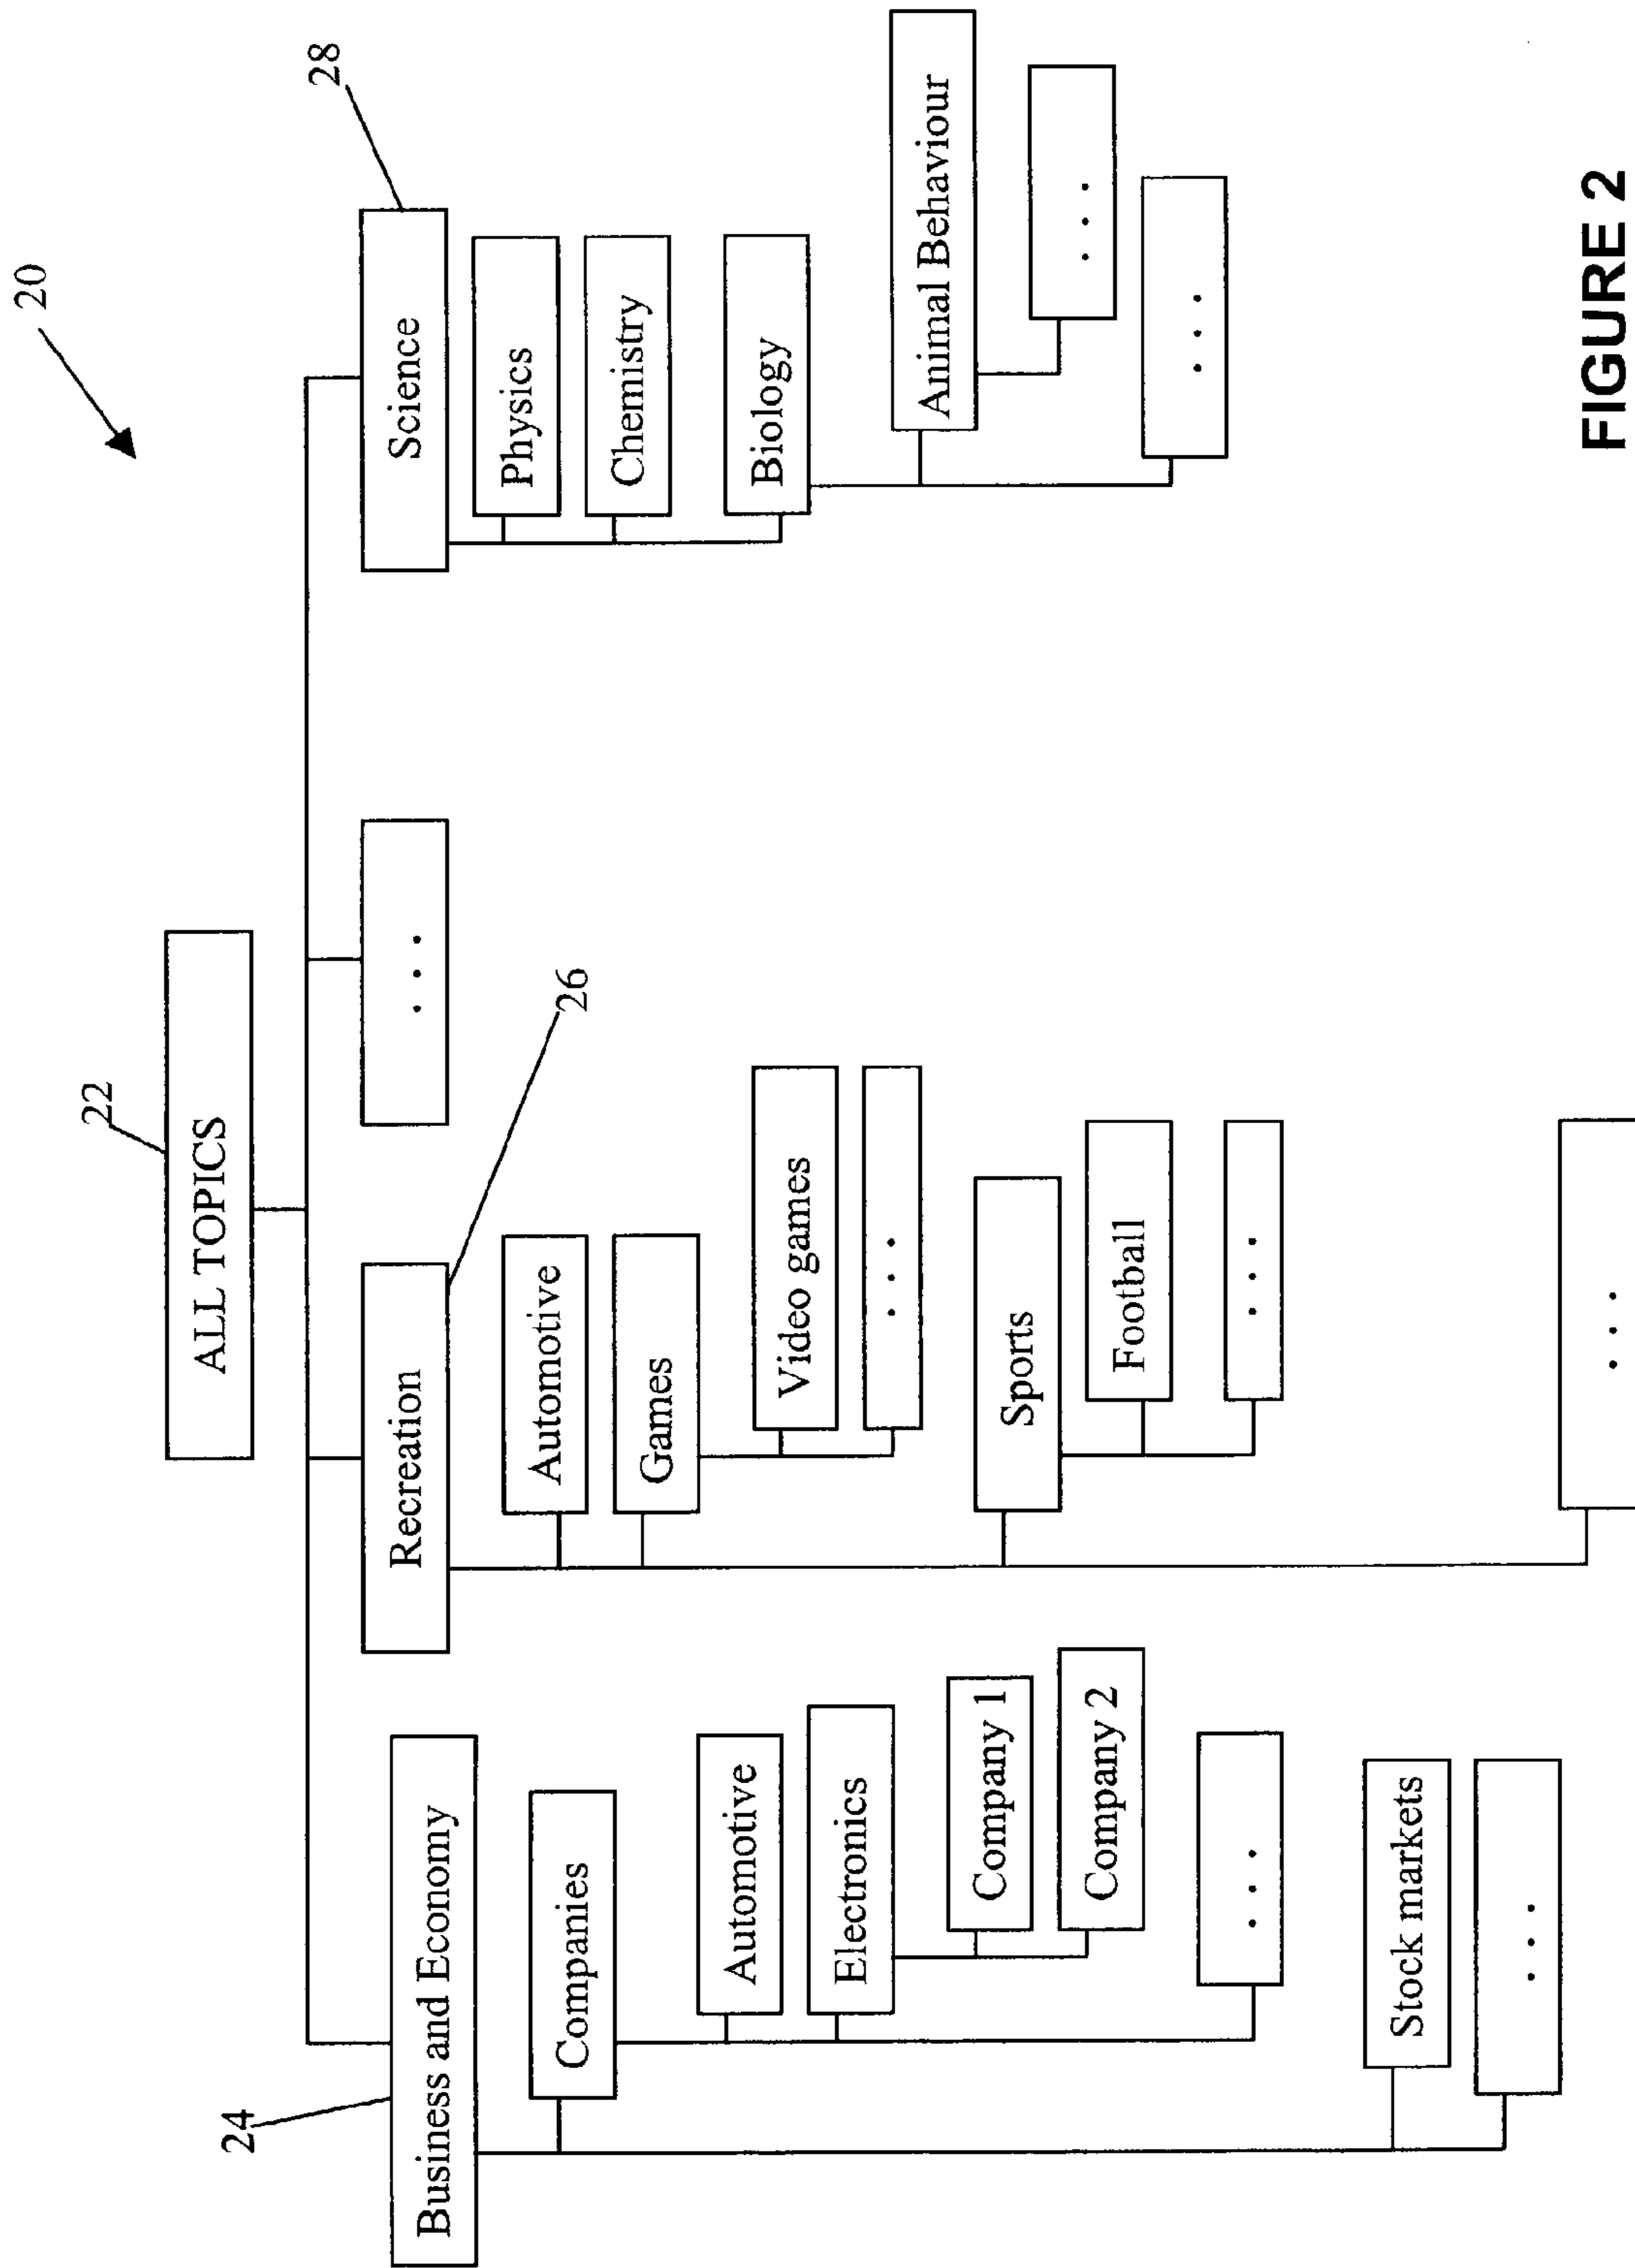 20
22
ALL TOPICS
24
Business and Economy
Companies
Automotive
Electronics
Company 1
Company 2
...
Stock markets
...
Recreation
26
Automotive
Games
Video games
...
Sports
Football
...
...
...
Science
28
Physics
Chemistry
Biology
Animal Behaviour
...
...
FIGURE 2